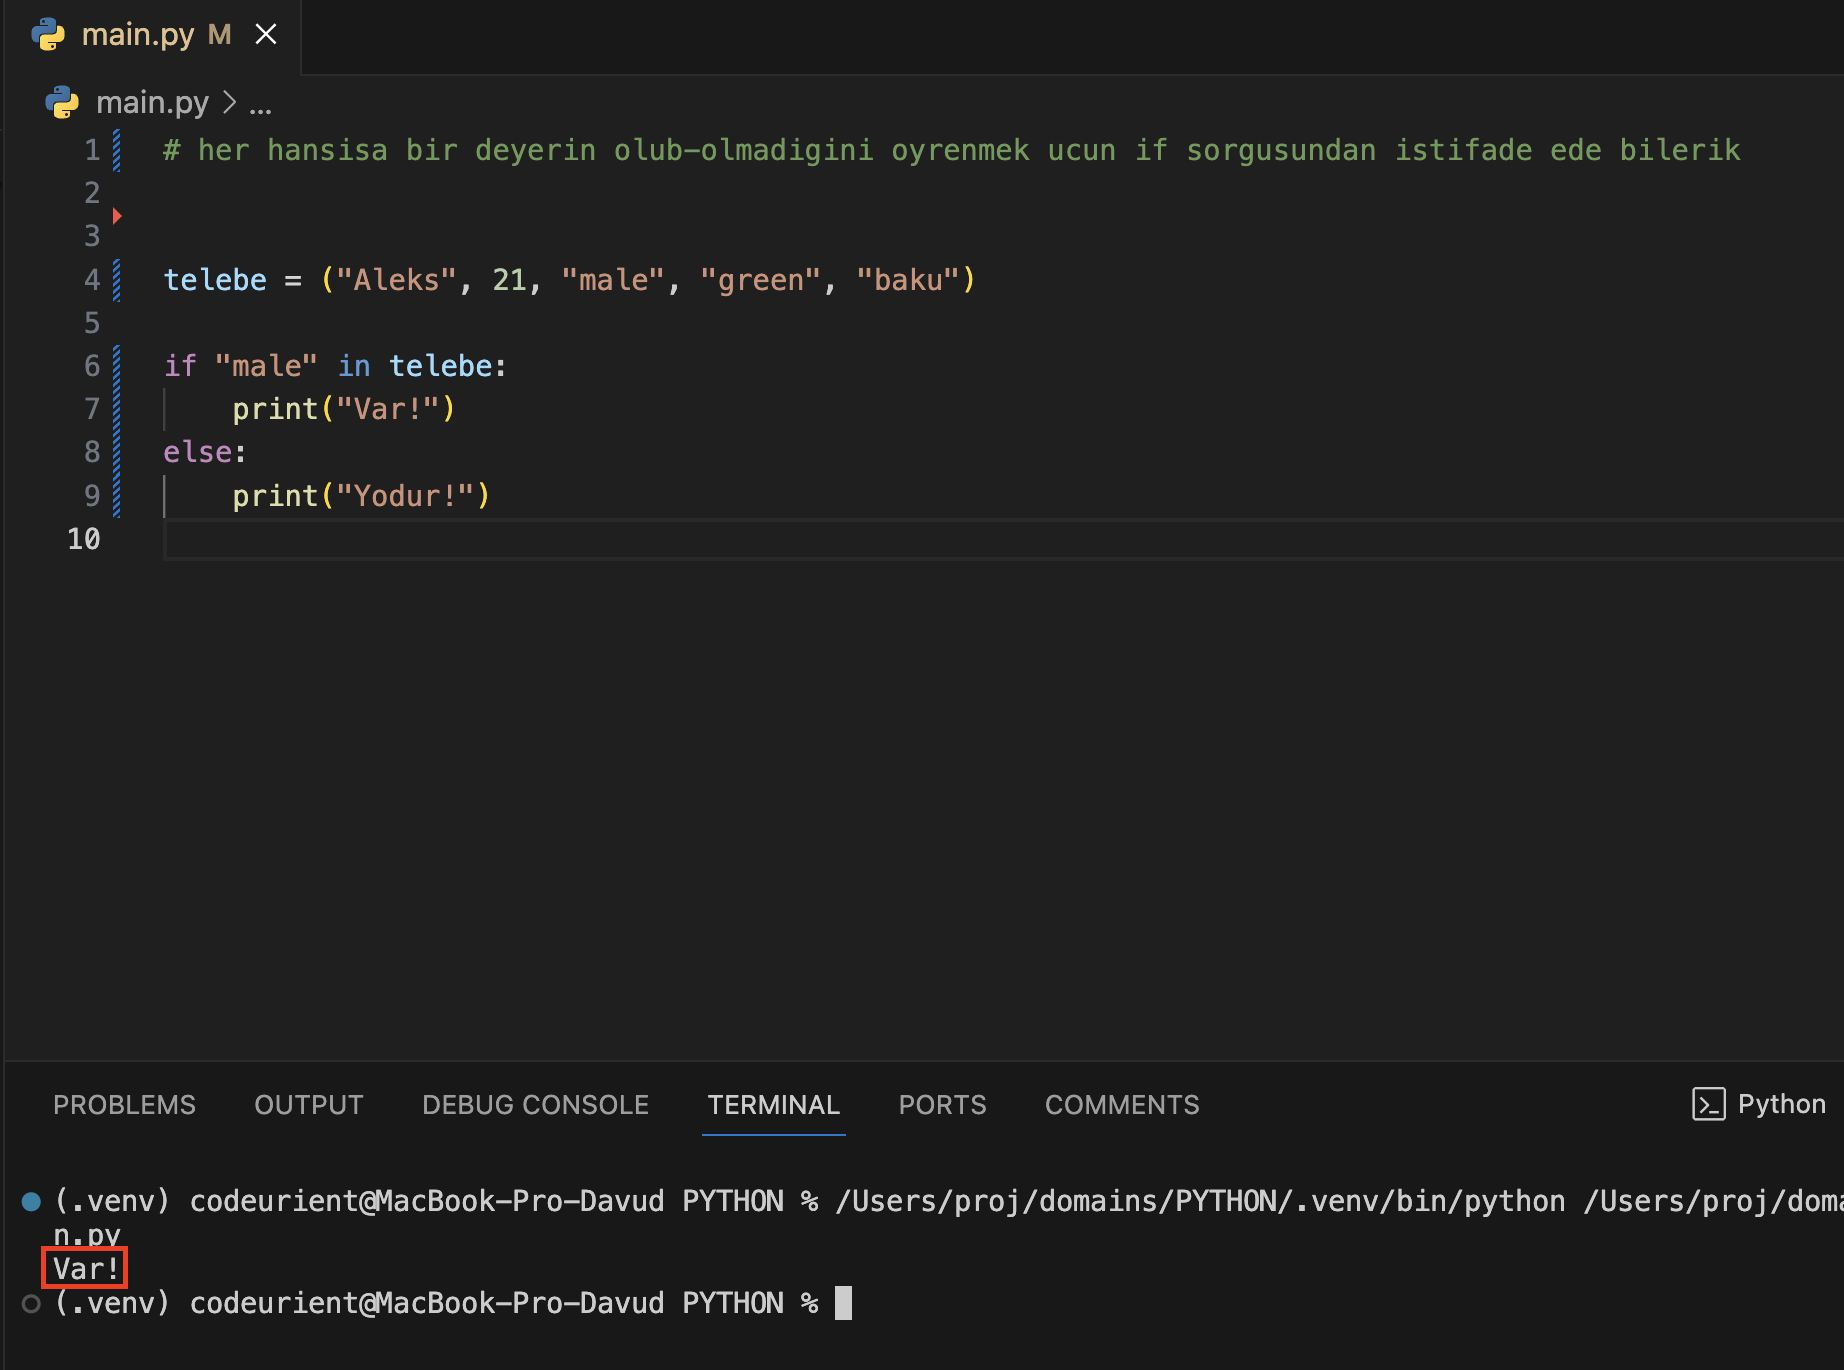 main.py M
main.py > ...
1 # her hansisa bir deyerin olub-olmadigini oyrenmek ucun if sorgusundan istifade ede bilerik
2
3
4 telebe = ("Aleks", 21, "male", "green", "baku")
5
6 if "male" in telebe:
7     print("Var!")
8 else:
9     print("Yodur!")
10
PROBLEMS OUTPUT DEBUG CONSOLE TERMINAL PORTS COMMENTS Python
(.venv) codeurient@MacBook-Pro-Davud PYTHON % /Users/proj/domains/PYTHON/.venv/bin/python /Users/proj/doma
n.py
Var!
(.venv) codeurient@MacBook-Pro-Davud PYTHON %